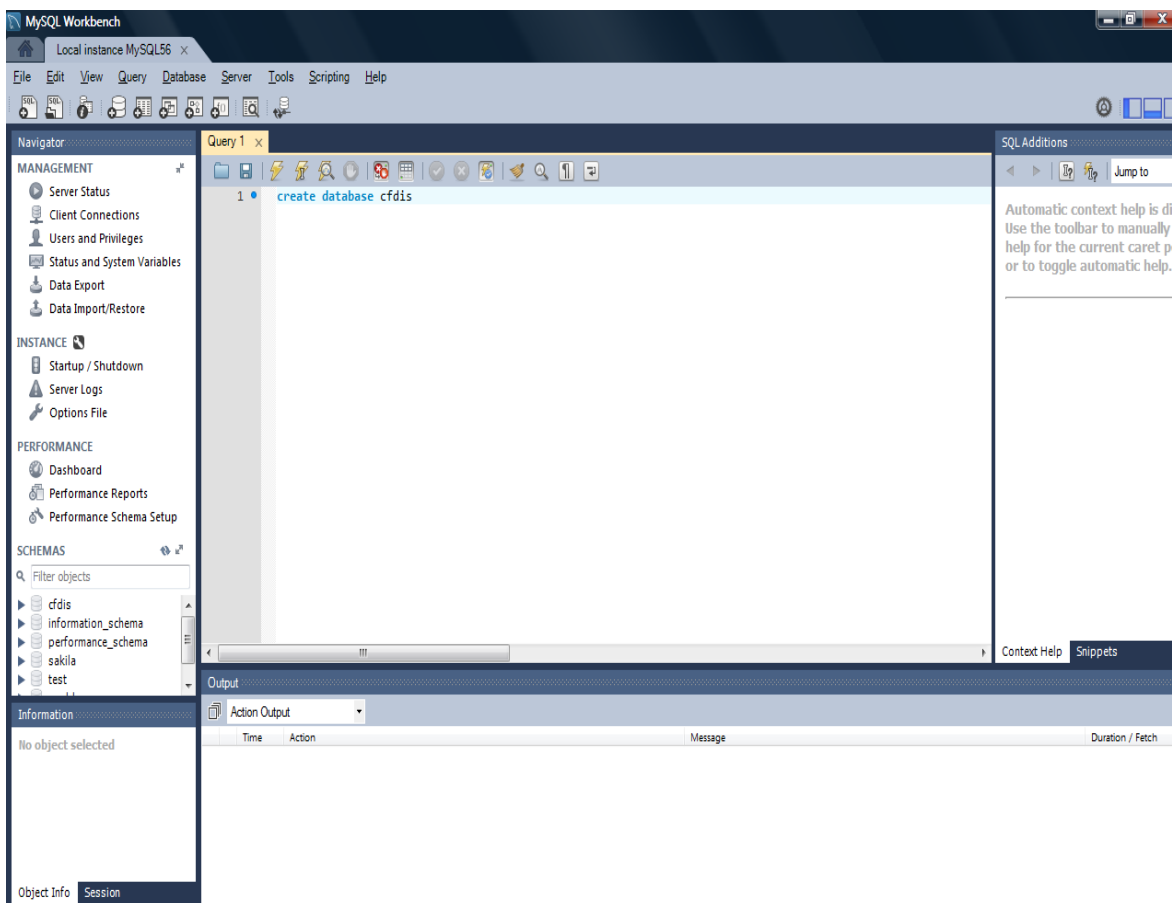 MySQL Workbench
Local instance MySQL56
File Edit View Query Database Server Tools Scripting Help
Navigator
MANAGEMENT
Server Status
Client Connections
Users and Privileges
Status and System Variables
Data Export
Data Import/Restore
INSTANCE
Startup / Shutdown
Server Logs
Options File
PERFORMANCE
Dashboard
Performance Reports
Performance Schema Setup
SCHEMAS
Filter objects
cfdis
information_schema
performance_schema
sakila
test
Information
No object selected
Object Info Session
Query 1
1 create database cfdis
SQL Additions
Jump to
Automatic context help is di
Use the toolbar to manually
help for the current caret p
or to toggle automatic help.
Context Help Snippets
Output
Action Output
Time Action Message Duration / Fetch